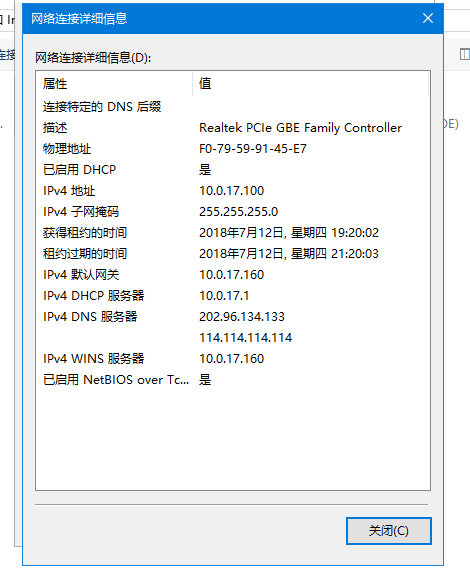 网络连接详细信息
网络连接详细信息(D):
属性 值
连接特定的 DNS 后缀
描述 Realtek PCIe GBE Family Controller
物理地址 F0-79-59-91-45-E7
已启用 DHCP 是
IPv4 地址 10.0.17.100
IPv4 子网掩码 255.255.255.0
获得租约的时间 2018年7月12日, 星期四 19:20:02
租约过期的时间 2018年7月12日, 星期四 21:20:03
IPv4 默认网关 10.0.17.160
IPv4 DHCP 服务器 10.0.17.1
IPv4 DNS 服务器 202.96.134.133
114.114.114.114
IPv4 WINS 服务器 10.0.17.160
已启用 NetBIOS over Tc... 是
关闭(C)